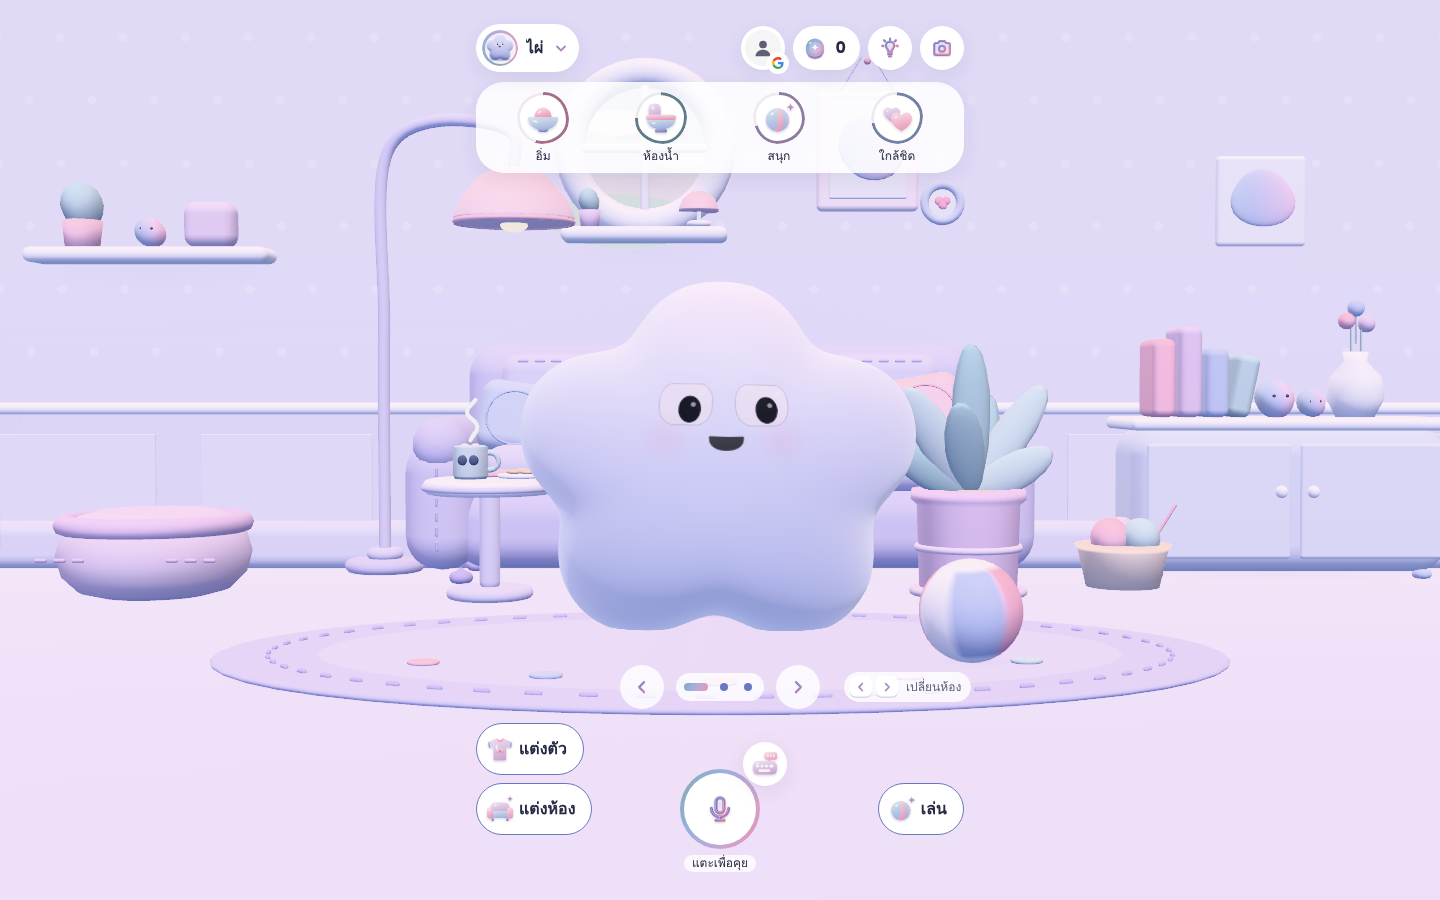 ไผ่
0
อิ่ม
ห้องน้ำ
สนุก
ใกล้ชิด
เปลี่ยนห้อง
แต่งตัว
แต่งห้อง
เล่น
แตะเพื่อคุย